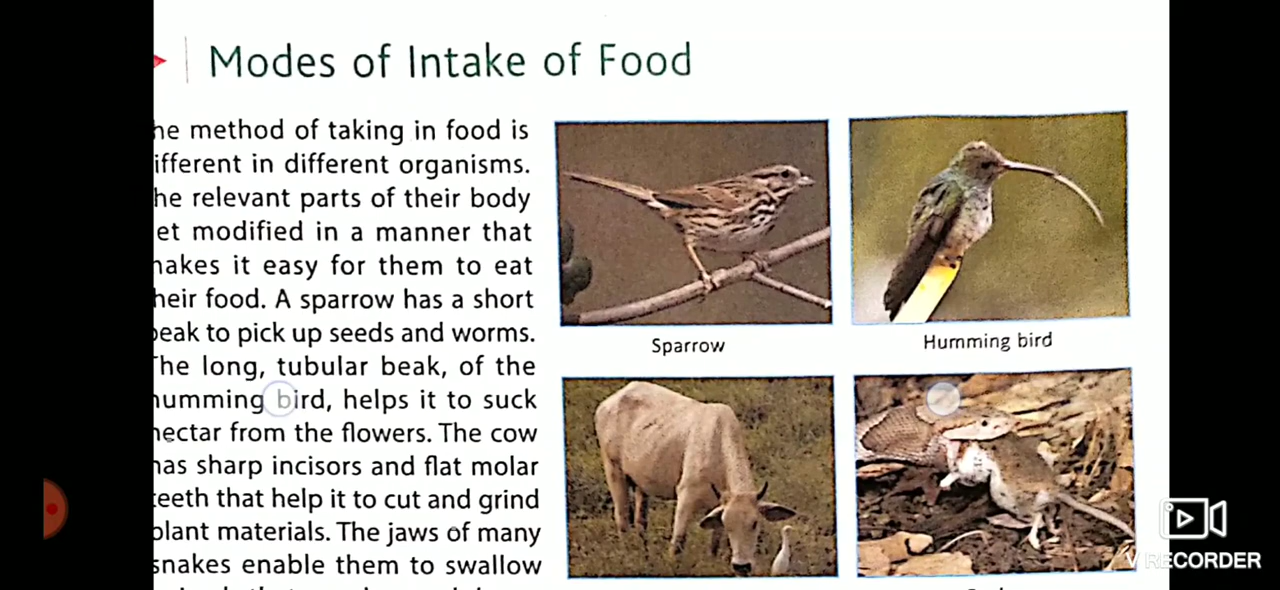 Modes of Intake of Food
he method of taking in food is
ifferent in different organisms.
he relevant parts of their body
et modified in a manner that
nakes it easy for them to eat
heir food. A sparrow has a short
beak to pick up seeds and worms.
The long, tubular beak, of the
humming bird, helps it to suck
nectar from the flowers. The cow
has sharp incisors and flat molar
teeth that help it to cut and grind
plant materials. The jaws of many
snakes enable them to swallow
Sparrow
Humming bird
V RECORDER